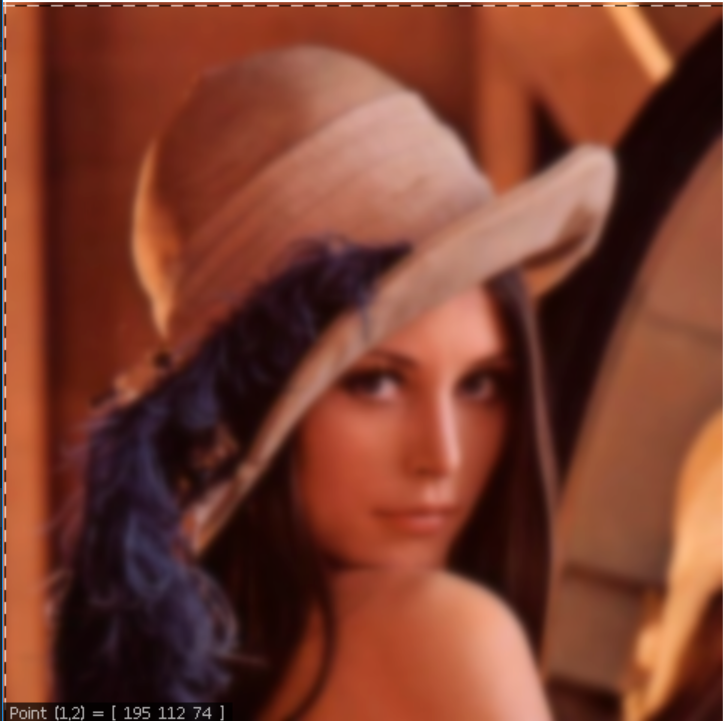 Point (1,2) = [ 195 112 74 ]